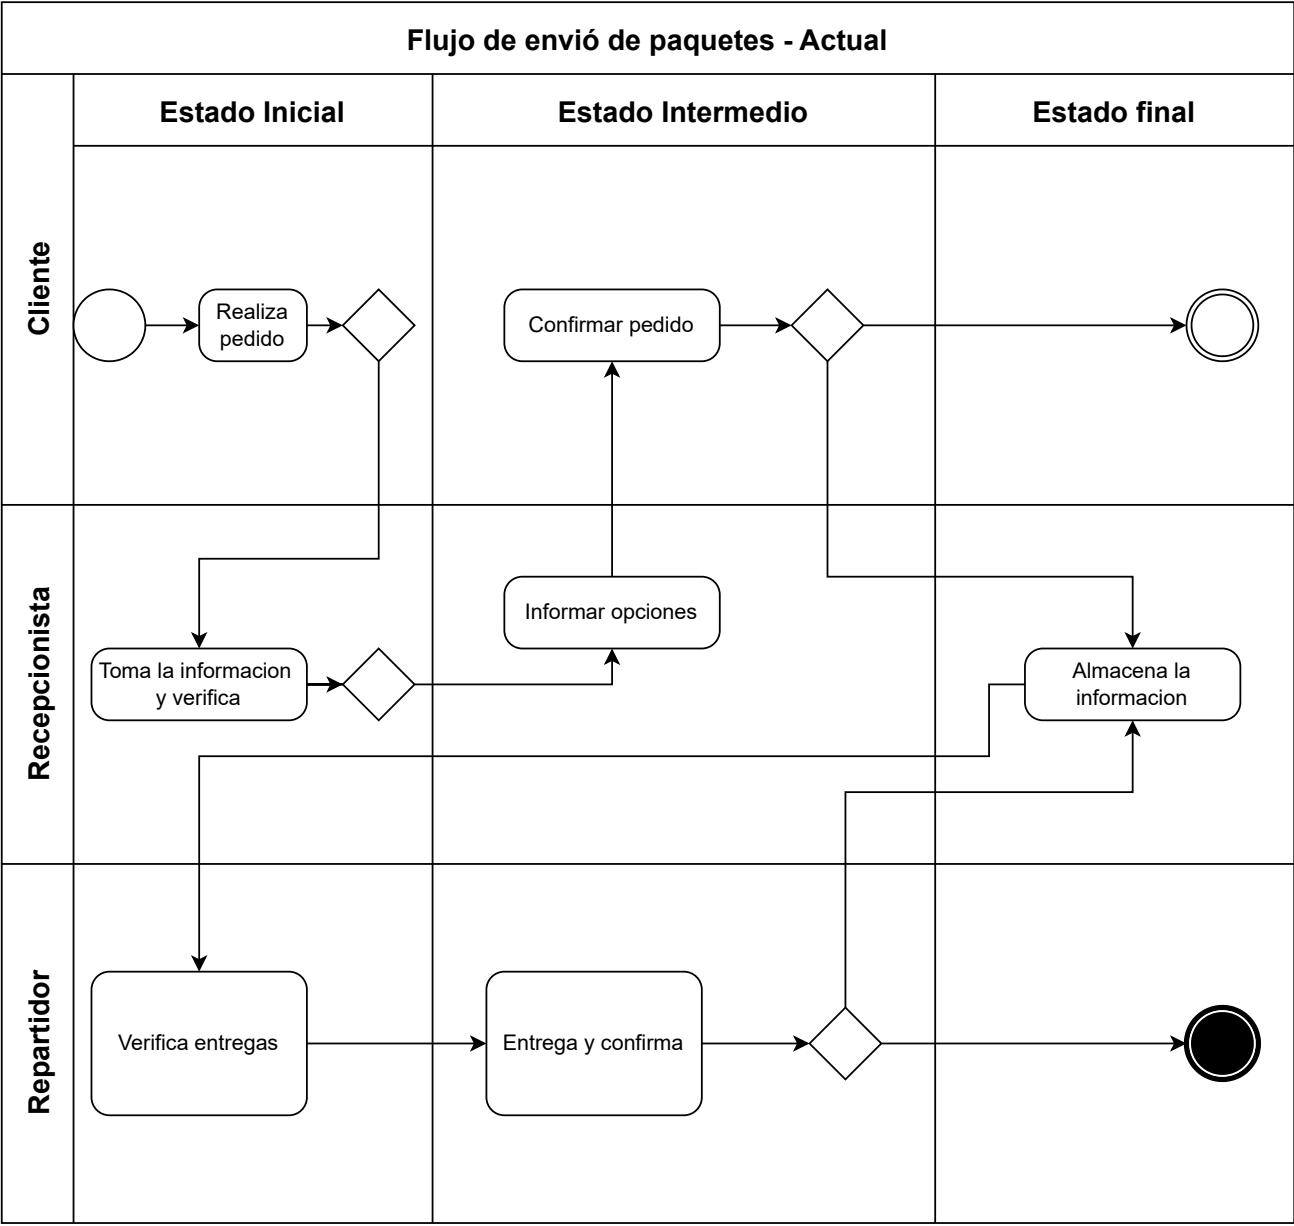 Flujo de envió de paquetes - Actual
Estado Inicial
Estado Intermedio
Estado final
Cliente
Realiza
pedido
Confirmar pedido
Recepcionista
Informar opciones
Toma la informacion
y verifica
Almacena la
informacion
Repartidor
Verifica entregas
Entrega y confirma